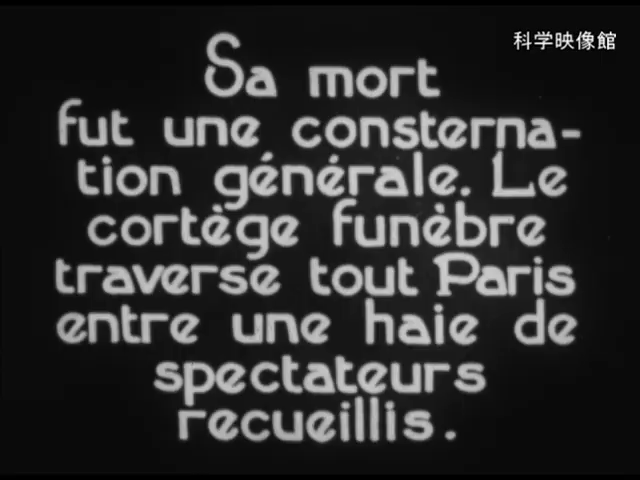 科学映像館
Sa mort
fut une consterna-
tion générale. Le
cortège funèbre
traverse tout Paris
entre une haie de
spectateurs
recueillis.